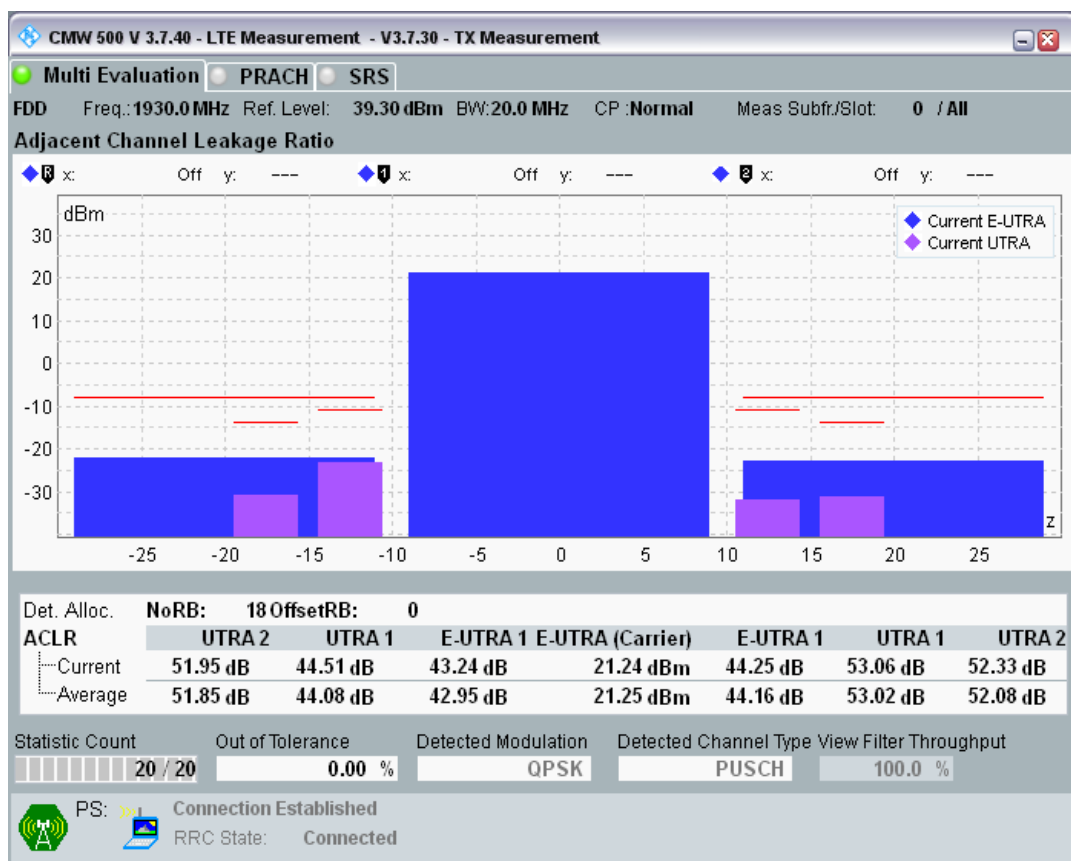 CMW 500 V 3.7.40 - LTE Measurement - V3.7.30 - TX Measurement
Multi Evaluation PRACH SRS
FDD Freq.: 1930.0 MHz Ref. Level: 39.30 dBm BW: 20.0 MHz CP : Normal Meas Subfr./Slot: 0 / All
Adjacent Channel Leakage Ratio
R x: Off y: --- 1 x: Off y: --- 2 x: Off y: ---
dBm
Current E-UTRA
Current UTRA
30
20
10
0
-10
-20
-30
z
-25 -20 -15 -10 -5 0 5 10 15 20 25
Det. Alloc. NoRB: 18 OffsetRB: 0
ACLR UTRA 2 UTRA 1 E-UTRA 1 E-UTRA (Carrier) E-UTRA 1 UTRA 1 UTRA 2
Current 51.95 dB 44.51 dB 43.24 dB 21.24 dBm 44.25 dB 53.06 dB 52.33 dB
Average 51.85 dB 44.08 dB 42.95 dB 21.25 dBm 44.16 dB 53.02 dB 52.08 dB
Statistic Count Out of Tolerance Detected Modulation Detected Channel Type View Filter Throughput
20 / 20 0.00 % QPSK PUSCH 100.0 %
PS: Connection Established
RRC State: Connected